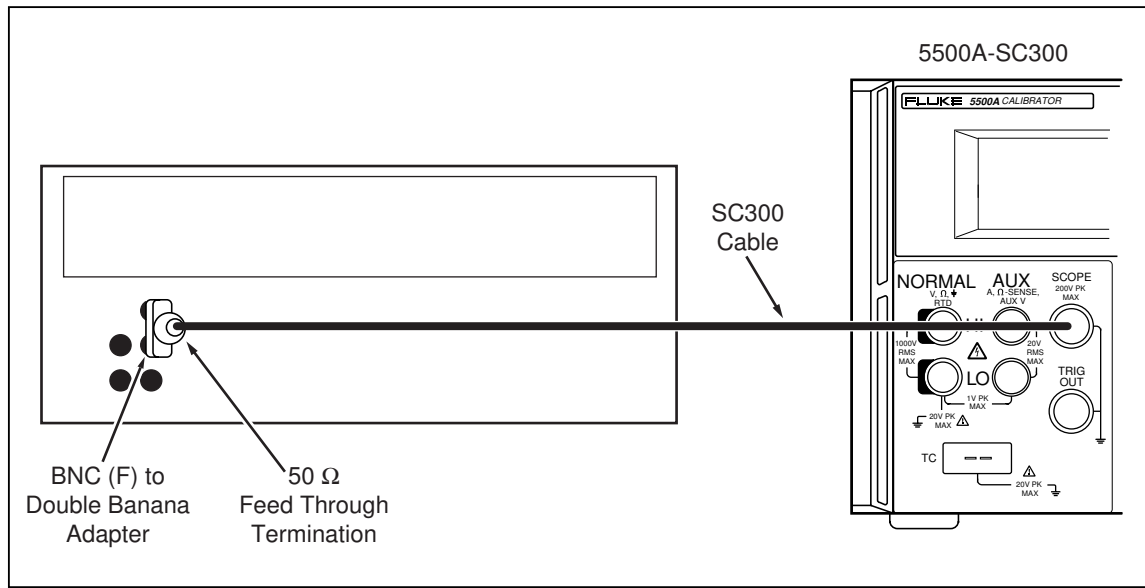 5500A-SC300
FLUKE 5500A CALIBRATOR
SC300
Cable
NORMAL
V, Ω,
RTD
AUX
A, Ω-SENSE,
AUX V
SCOPE
200V PK
MAX
1000V
RMS
MAX
20V
RMS
MAX
LO
TRIG
OUT
1V PK
MAX
20V PK
MAX
TC
20V PK
MAX
BNC (F) to
Double Banana
Adapter
50 Ω
Feed Through
Termination